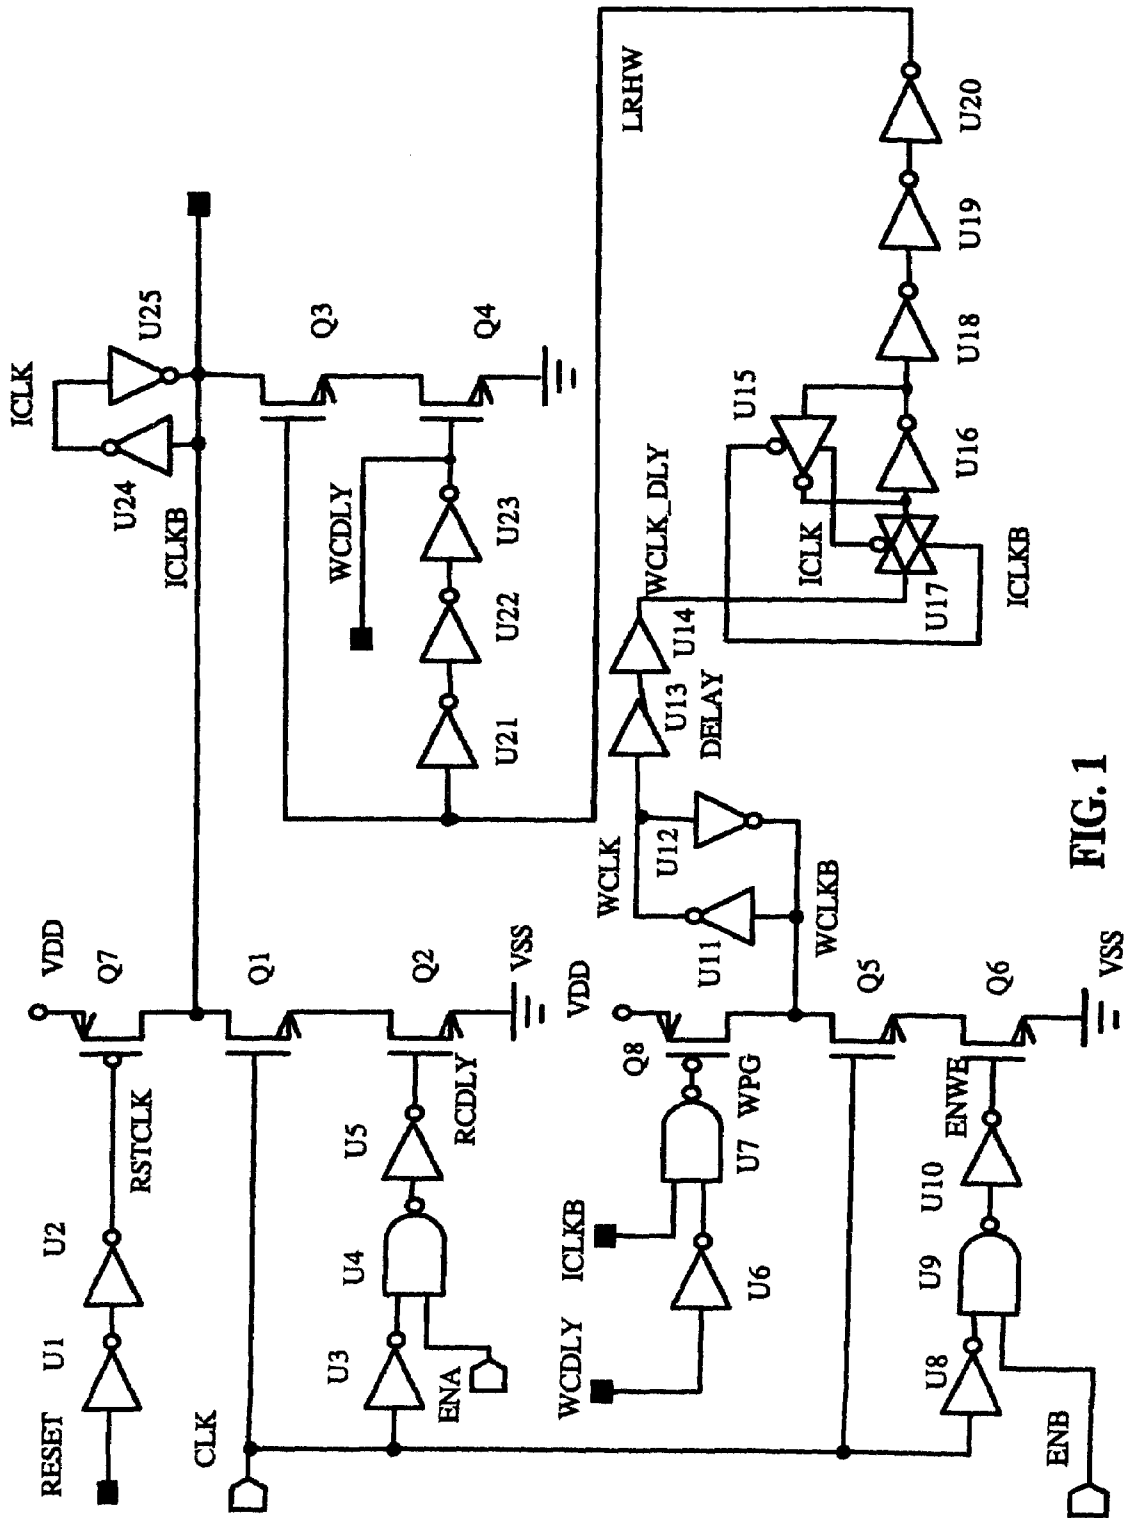 RESET
U1
U2
RSTCLK
VDD
Q7
ICLKB
U24
ICLK
U25
CLK
Q1
U3
ENA
U4
U5
RCDLY
Q2
VSS
WCDLY
U21
U22
U23
Q3
Q4
LRHW
WCDLY
ICLKB
U6
U7
WPG
Q8
VDD
WCLK
U11
U12
WCLKB
U13
DELAY
U14
WCLK_DLY
U15
ICLK
U17
ICLKB
U16
U18
U19
U20
ENB
U8
U9
U10
ENWE
Q5
Q6
VSS
FIG. 1